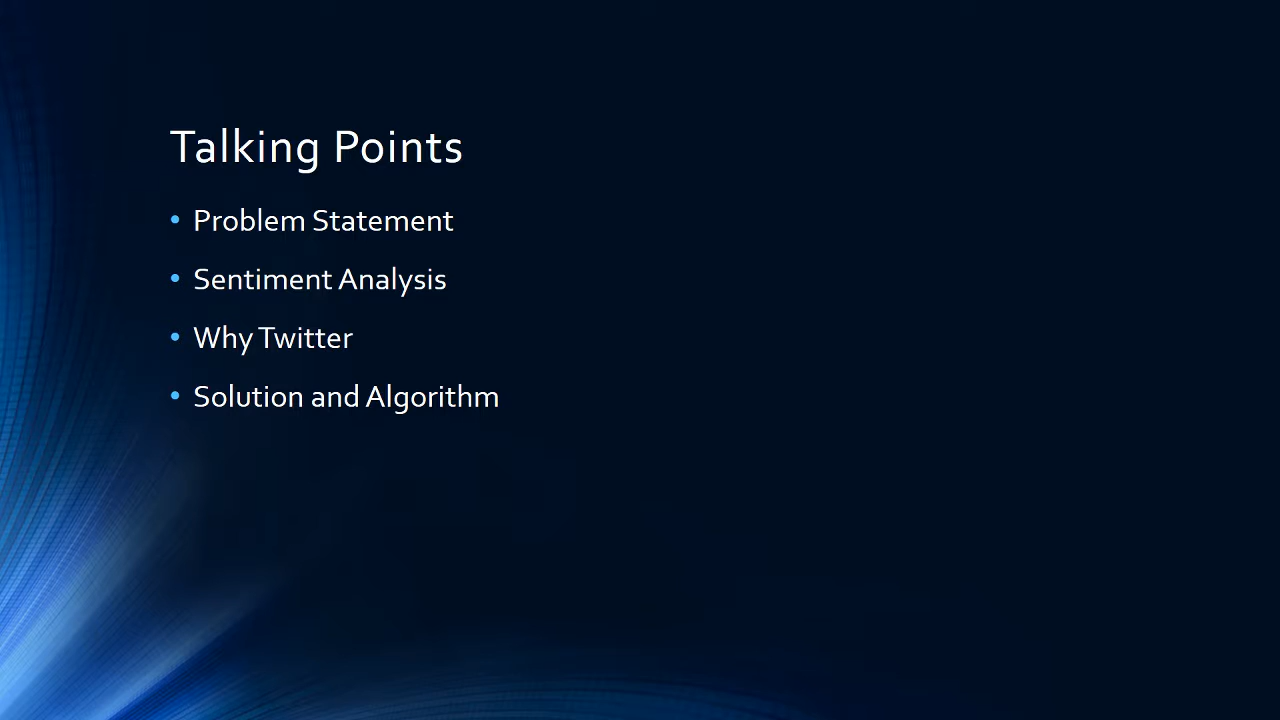 Talking Points
• Problem Statement
• Sentiment Analysis
• Why Twitter
• Solution and Algorithm